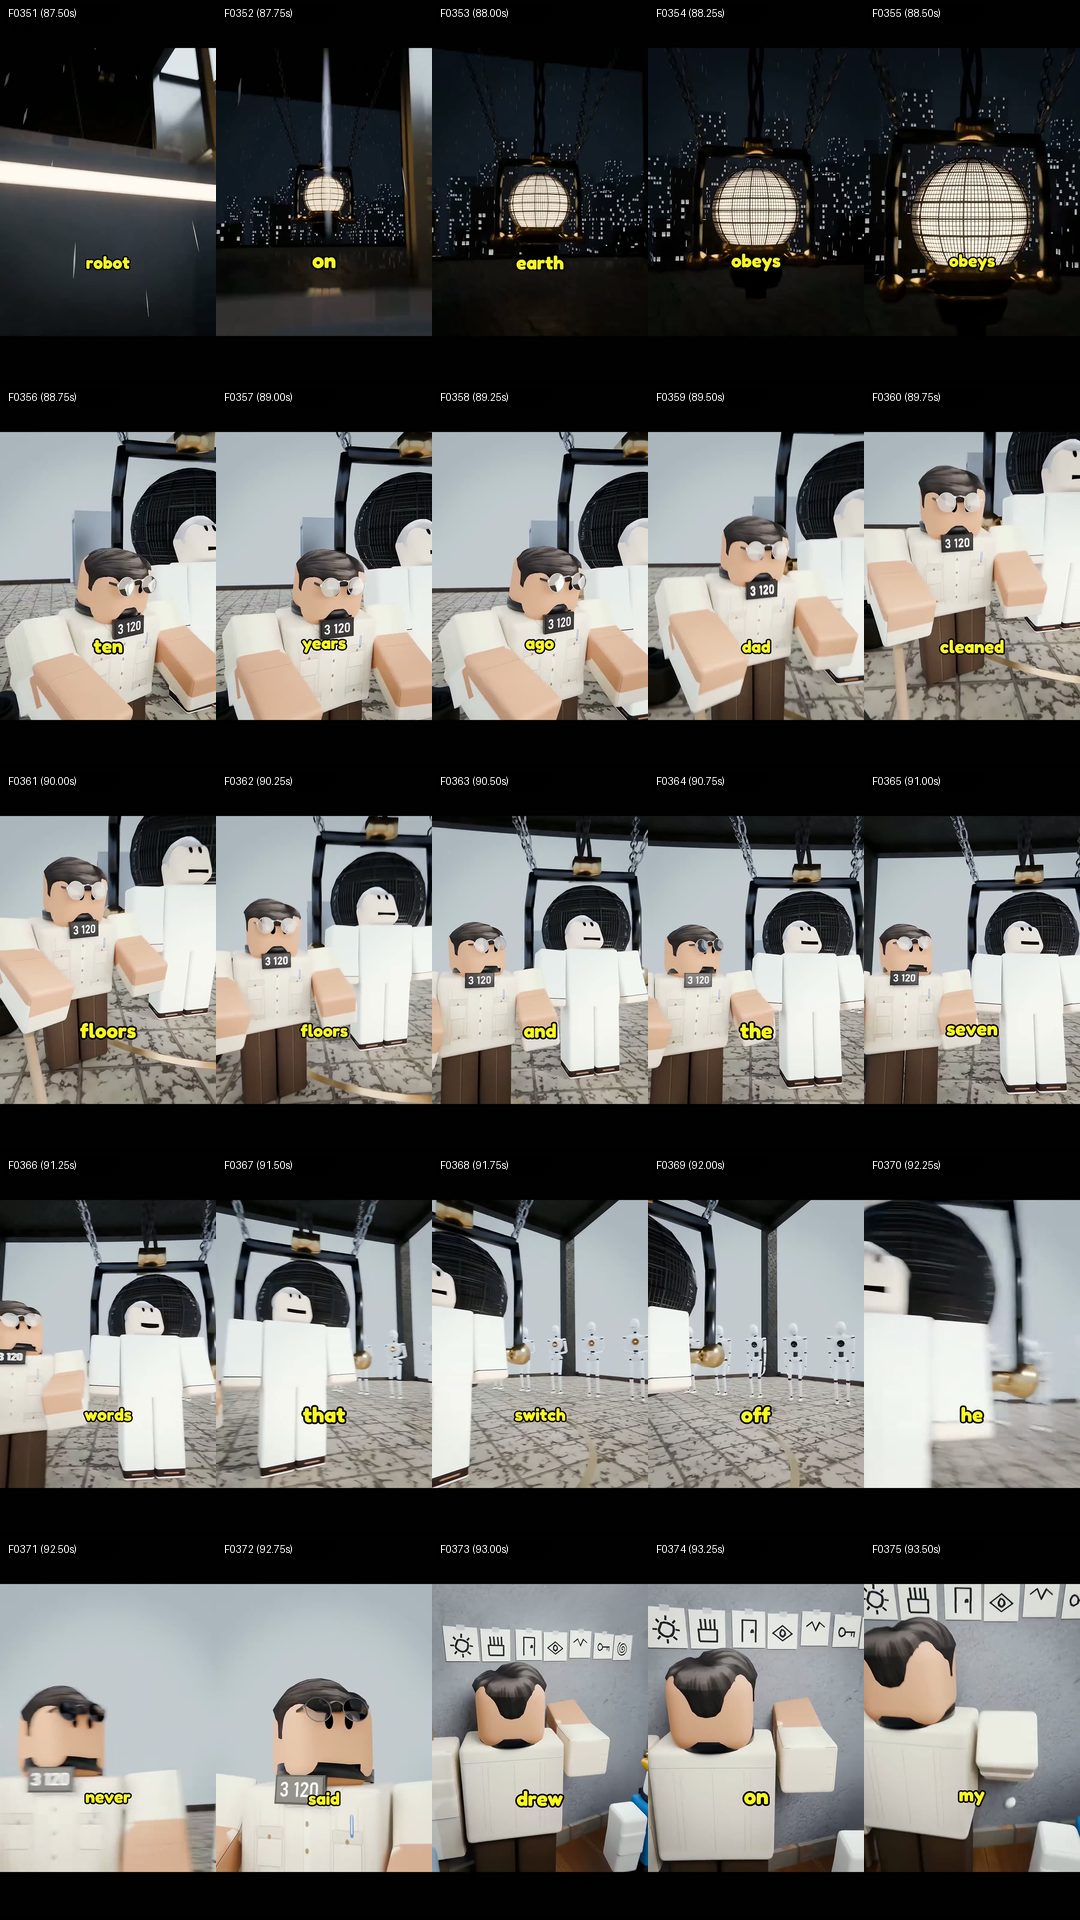 F0351 (87.50s)
F0352 (87.75s)
F0353 (88.00s)
F0354 (88.25s)
F0355 (88.50s)
robot
on
earth
obeys
obeys
F0356 (88.75s)
F0357 (89.00s)
F0358 (89.25s)
F0359 (89.50s)
F0360 (89.75s)
3 120
3 120
3 120
3 120
3 120
ten
years
ago
dad
cleaned
F0361 (90.00s)
F0362 (90.25s)
F0363 (90.50s)
F0364 (90.75s)
F0365 (91.00s)
3 120
3 120
3 120
3 120
3 120
floors
floors
and
the
seven
F0366 (91.25s)
F0367 (91.50s)
F0368 (91.75s)
F0369 (92.00s)
F0370 (92.25s)
3 120
words
that
switch
off
he
F0371 (92.50s)
F0372 (92.75s)
F0373 (93.00s)
F0374 (93.25s)
F0375 (93.50s)
3 120
3 120
never
said
drew
on
my